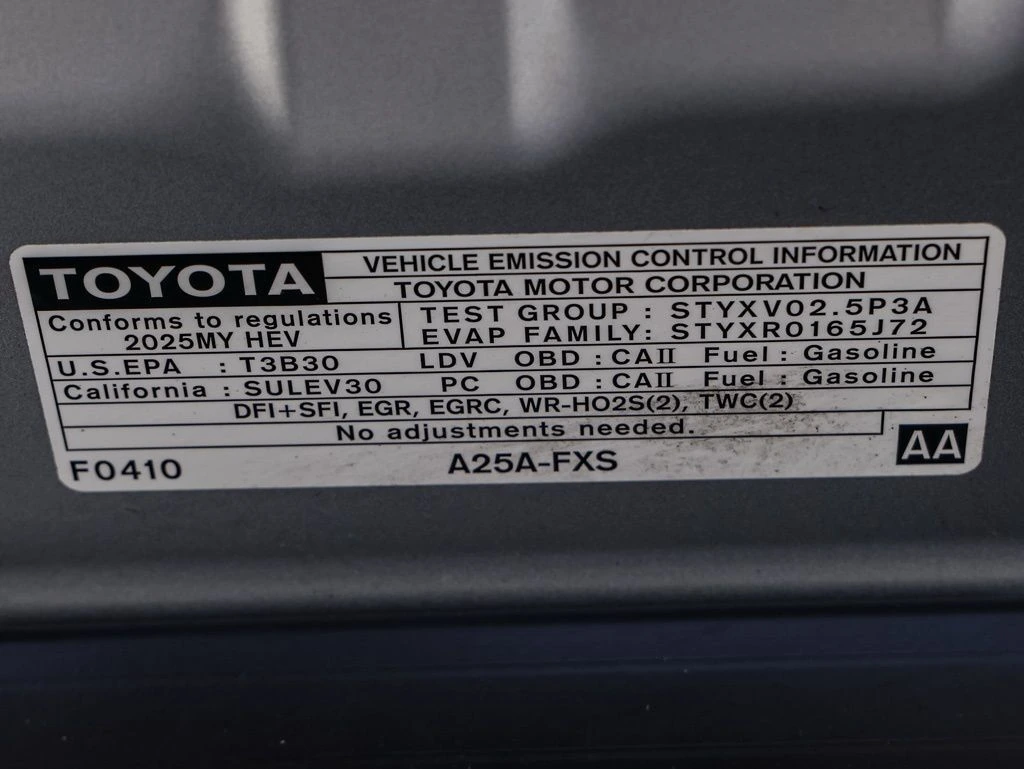 TOYOTA VEHICLE EMISSION CONTROL INFORMATION
TOYOTA MOTOR CORPORATION
Conforms to regulations TEST GROUP : STYXV02.5P3A
2025MY HEV EVAP FAMILY: STYXR0165J72
U.S.EPA : T3B30 LDV OBD : CAII Fuel : Gasoline
California : SULEV30 PC OBD : CAII Fuel : Gasoline
DFI+SFI, EGR, EGRC, WR-HO2S(2), TWC(2)
No adjustments needed.
F0410 A25A-FXS AA